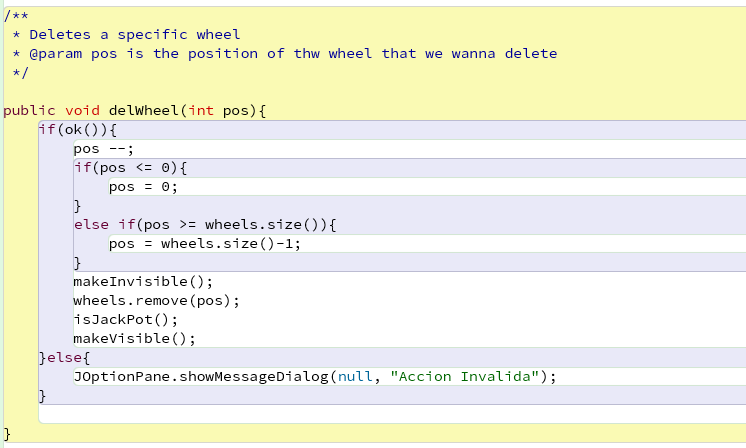 /**
 * Deletes a specific wheel
 * @param pos is the position of thw wheel that we wanna delete
 */
public void delWheel(int pos){
    if(ok()){
        pos --;
        if(pos <= 0){
            pos = 0;
        }
        else if(pos >= wheels.size()){
            pos = wheels.size()-1;
        }
        makeInvisible();
        wheels.remove(pos);
        isJackPot();
        makeVisible();
    }else{
        JOptionPane.showMessageDialog(null, "Accion Invalida");
    }
}